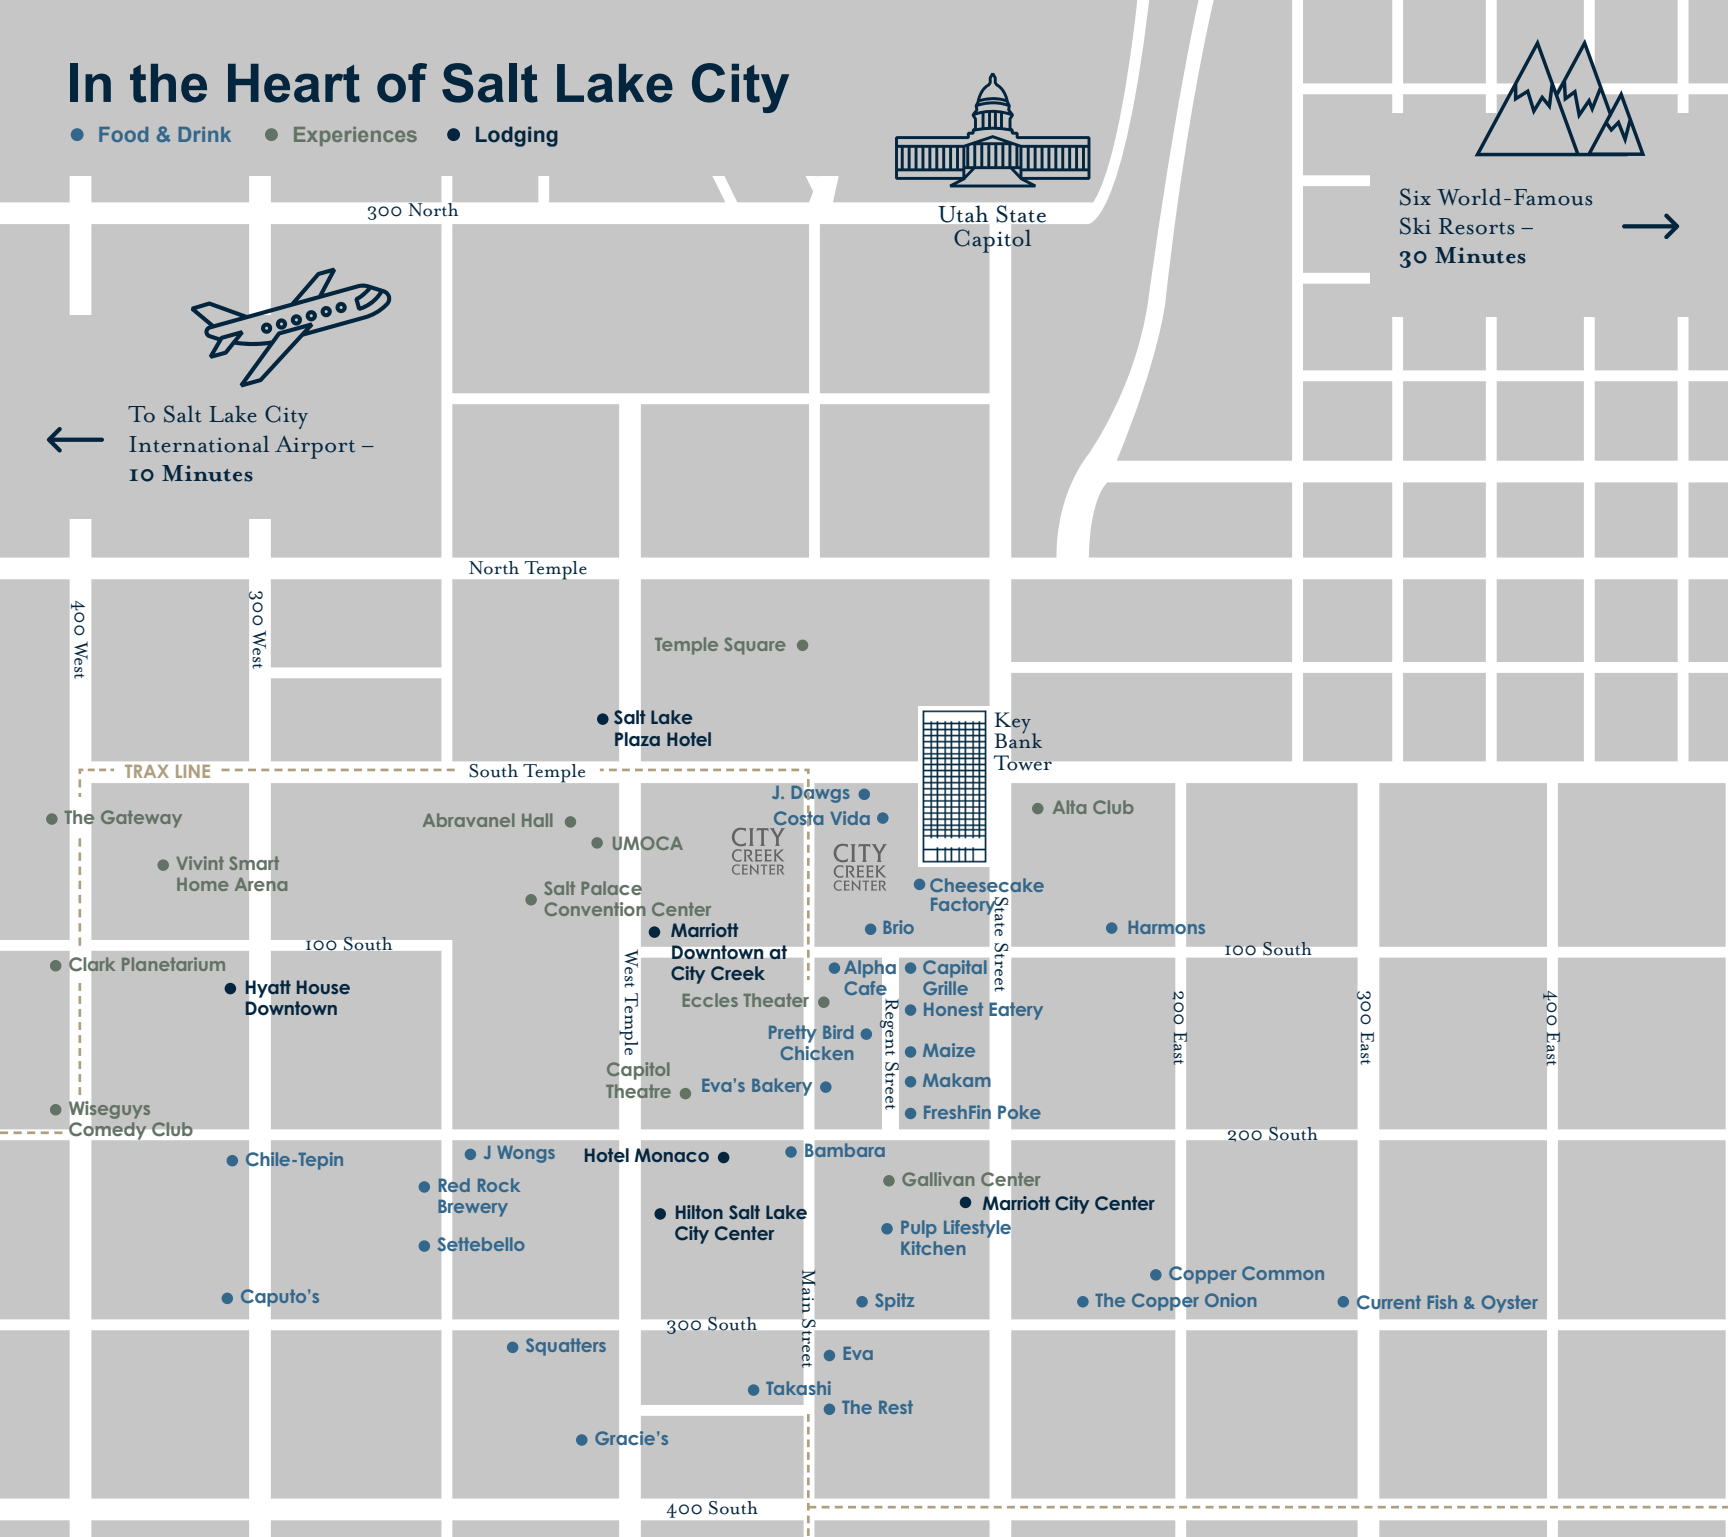 In the Heart of Salt Lake City
Food & Drink
Experiences
Lodging
300 North
Utah State
Capitol
Six World-Famous
Ski Resorts –
30 Minutes
To Salt Lake City
International Airport –
10 Minutes
North Temple
400 West
300 West
Temple Square
Salt Lake
Plaza Hotel
Key
Bank
Tower
TRAX LINE
South Temple
J. Dawgs
Costa Vida
Alta Club
The Gateway
Abravanel Hall
UMOCA
CITY
CREEK
CENTER
CITY
CREEK
CENTER
Vivint Smart
Home Arena
Salt Palace
Convention Center
Cheesecake
Factory
State Street
Marriott
Downtown at
City Creek
Brio
Harmons
100 South
100 South
Clark Planetarium
Hyatt House
Downtown
West Temple
Alpha
Cafe
Capital
Grille
Eccles Theater
Honest Eatery
Regent Street
200 East
300 East
400 East
Pretty Bird
Chicken
Maize
Capitol
Theatre
Eva's Bakery
Makam
Wiseguys
Comedy Club
FreshFin Poke
200 South
Chile-Tepin
J Wongs
Hotel Monaco
Bambara
Red Rock
Brewery
Gallivan Center
Marriott City Center
Hilton Salt Lake
City Center
Pulp Lifestyle
Kitchen
Settebello
Main Street
Copper Common
Caputo's
Spitz
The Copper Onion
Current Fish & Oyster
300 South
Squatters
Eva
Takashi
The Rest
Gracie's
400 South